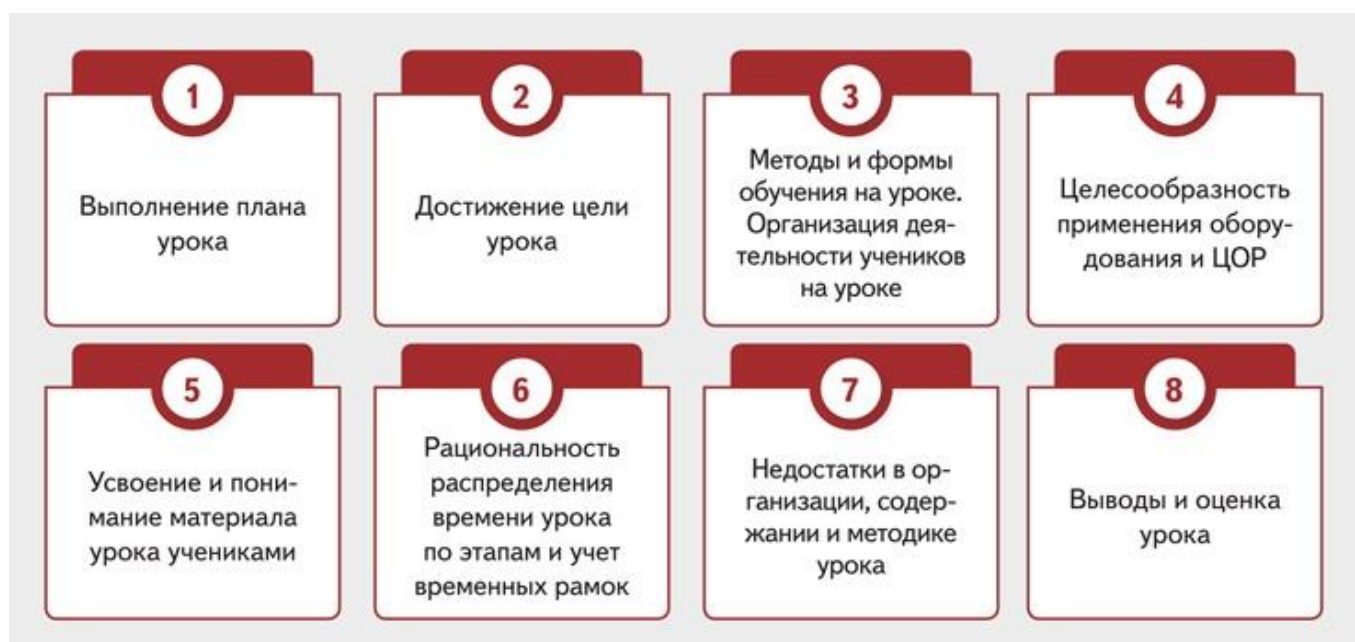 1
Выполнение плана
урока
2
Достижение цели
урока
3
Методы и формы
обучения на уроке.
Организация дея-
тельности учеников
на уроке
4
Целесообразность
применения обору-
дования и ЦОР
5
Усвоение и пони-
мание материала
урока учениками
6
Рациональность
распределения
времени урока
по этапам и учет
временных рамок
7
Недостатки в ор-
ганизации, содер-
жании и методике
урока
8
Выводы и оценка
урока